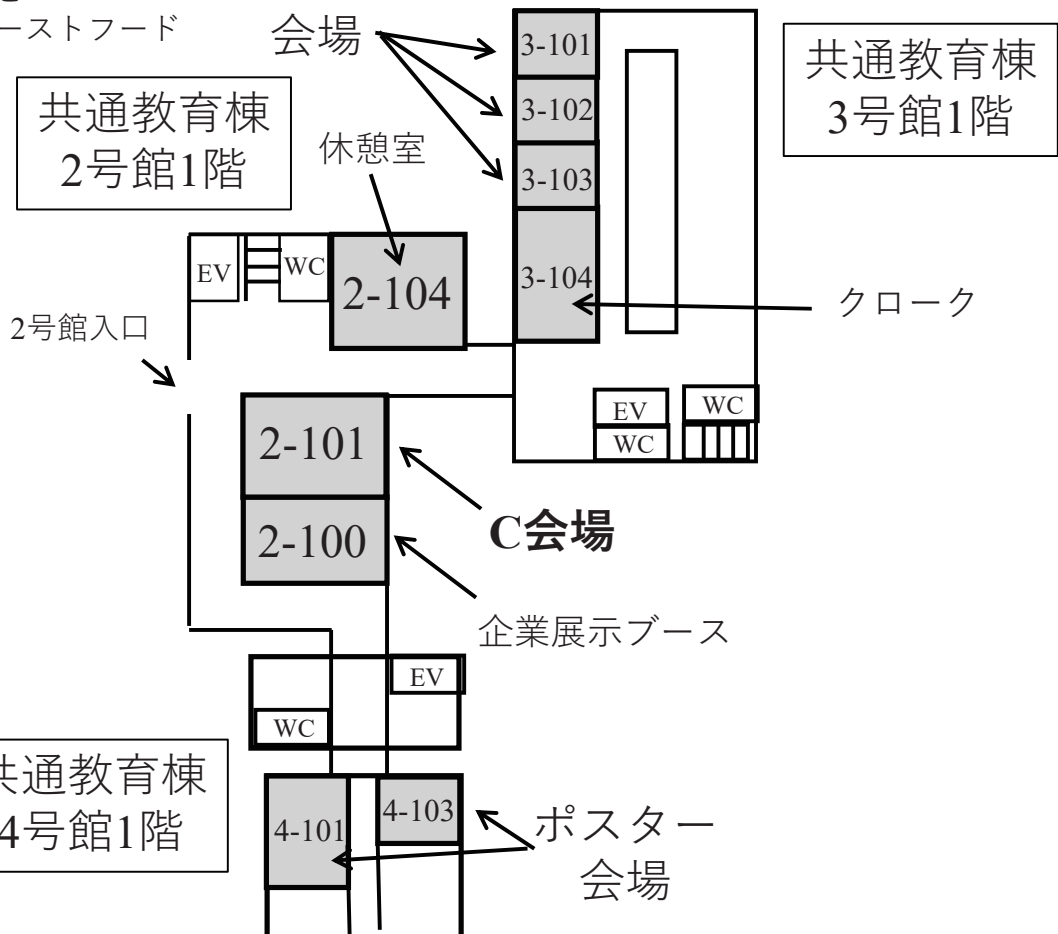 ーストフード
会場
共通教育棟
2号館1階
休憩室
3-101
3-102
3-103
3-104
共通教育棟
3号館1階
EV
WC
2-104
クローク
2号館入口
EV
WC
WC
2-101
2-100
C会場
企業展示ブース
EV
WC
共通教育棟
4号館1階
4-101
4-103
ポスター
会場